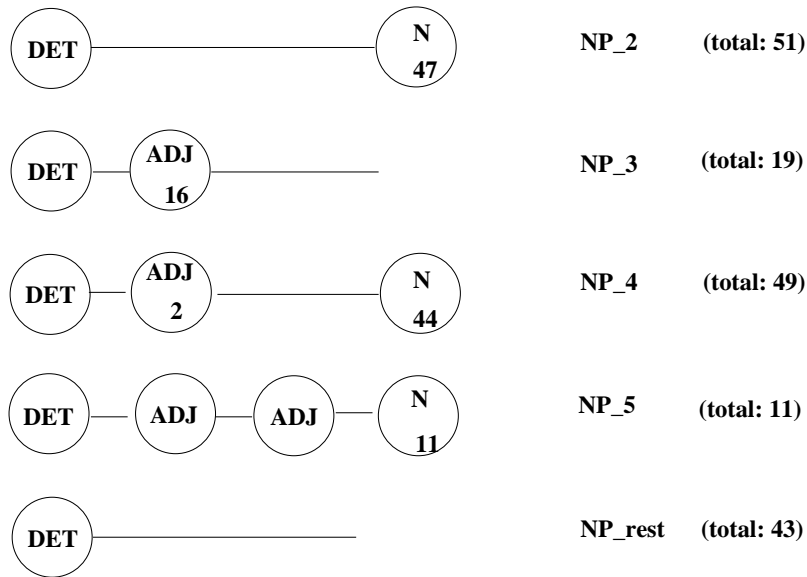 DET N 47 NP_2 (total: 51)
DET ADJ 16 NP_3 (total: 19)
DET ADJ 2 N 44 NP_4 (total: 49)
DET ADJ ADJ N 11 NP_5 (total: 11)
DET NP_rest (total: 43)